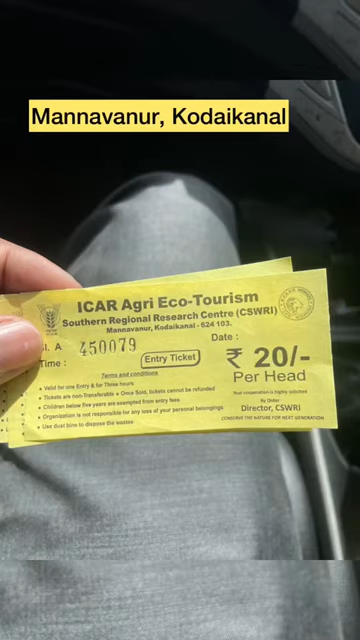 Mannavanur, Kodaikanal
ICAR Agri Eco-Tourism
Southern Regional Research Centre (CSWRI)
Mannavanur, Kodaikanal - 624 103.
Sl. A 450079
Date :
Time :
Entry Ticket
₹ 20/-
Per Head
Terms and conditions
• Valid for one Entry & for Three hours
• Tickets are non-Transferable • Once Sold, tickets cannot be refunded
• Children below five years are exempted from entry fees
• Organization is not responsible for any loss of your personal belongings
• Use dust bins to dispose the wastes
Your cooperation is highly solicited
By Order
Director, CSWRI
CONSERVE THE NATURE FOR NEXT GENERATION